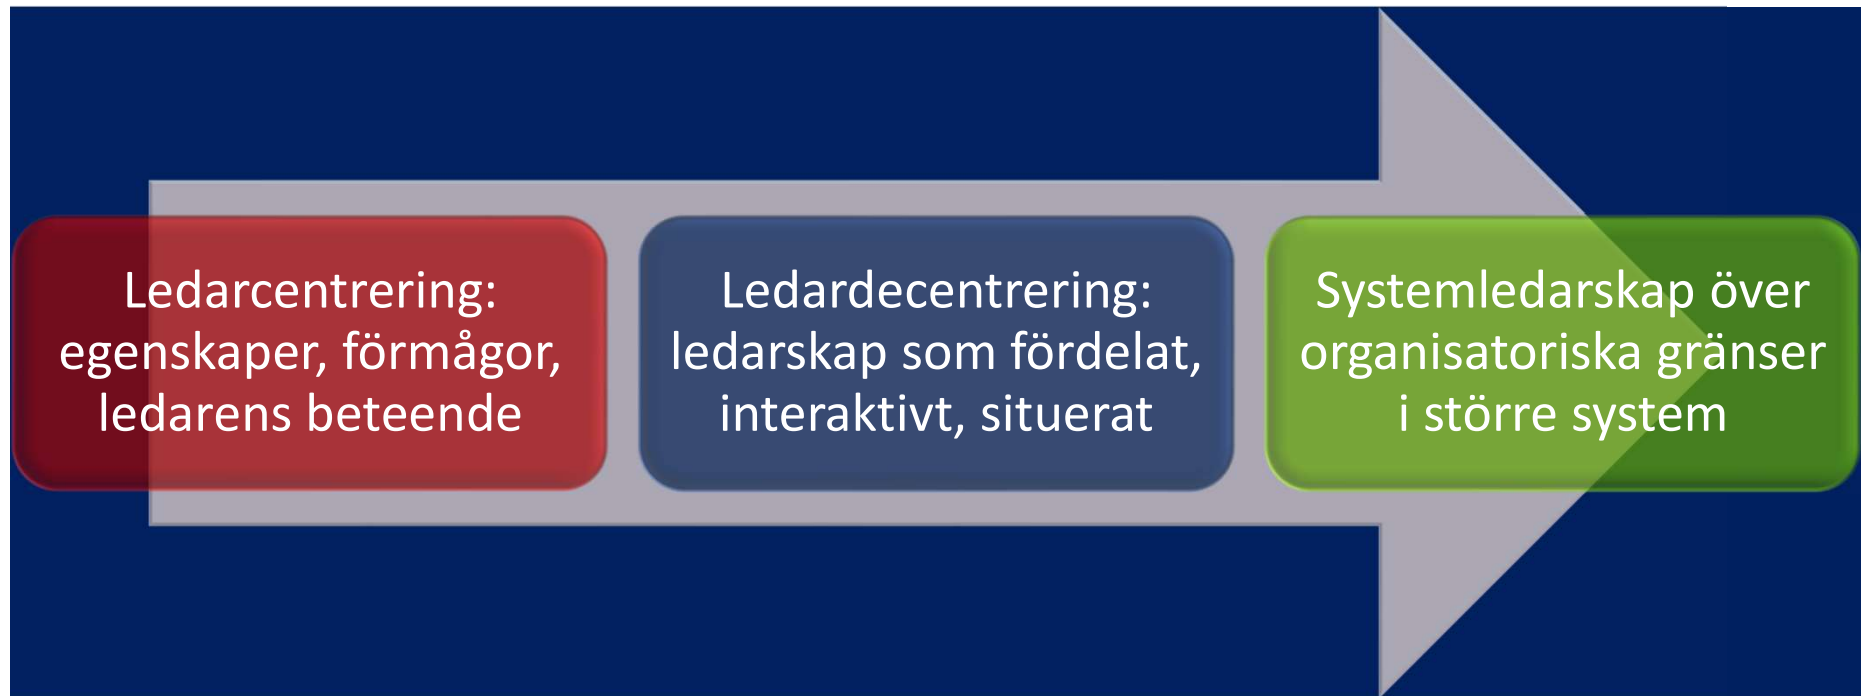 Ledarcentrering:
egenskaper, förmågor,
ledarens beteende
Ledardecentrering:
ledarskap som fördelat,
interaktivt, situerat
Systemledarskap över
organisatoriska gränser
i större system